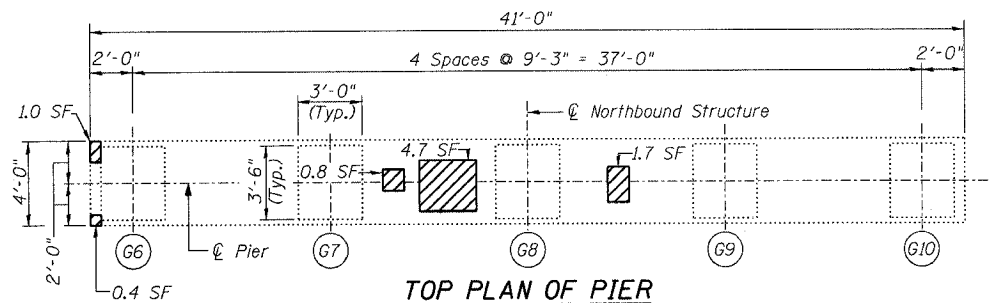 41'-0"
2'-0"
4 Spaces @ 9'-3" = 37'-0"
2'-0"
1.0 SF
3'-0"
(Typ.)
℄ Northbound Structure
4.7 SF
1.7 SF
0.8 SF
4'-0"
3'-6"
(Typ.)
2'-0"
℄ Pier
G6
G7
G8
G9
G10
0.4 SF
TOP PLAN OF PIER